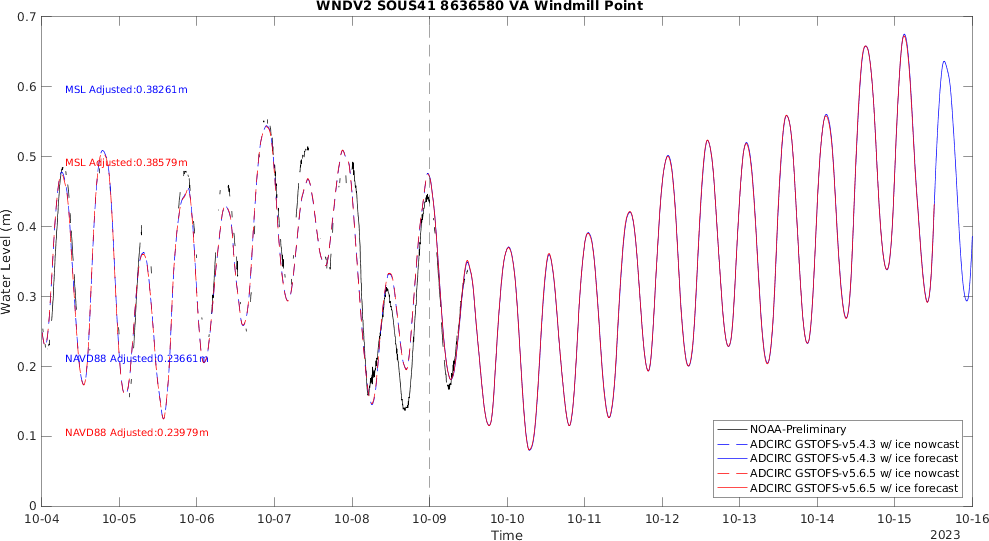 WNDV2 SOUS41 8636580 VA Windmill Point
0.7
0.6
0.5
0.4
0.3
0.2
0.1
0
Water Level (m)
MSL Adjusted:0.38261m
MSL Adjusted:0.38579m
NAVD88 Adjusted:0.23661m
NAVD88 Adjusted:0.23979m
NOAA-Preliminary
ADCIRC GSTOFS-v5.4.3 w/ ice nowcast
ADCIRC GSTOFS-v5.4.3 w/ ice forecast
ADCIRC GSTOFS-v5.6.5 w/ ice nowcast
ADCIRC GSTOFS-v5.6.5 w/ ice forecast
10-04 10-05 10-06 10-07 10-08 10-09 10-10 10-11 10-12 10-13 10-14 10-15 10-16
Time
2023